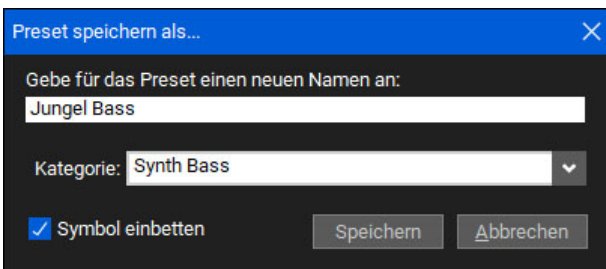 Preset speichern als...
Gebe für das Preset einen neuen Namen an:
Jungel Bass
Kategorie: Synth Bass
Symbol einbetten Speichern Abbrechen